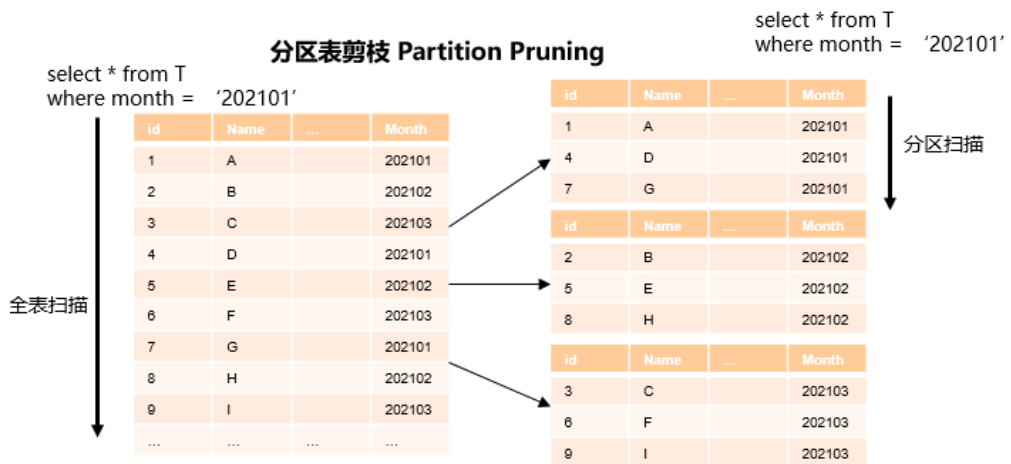 分区表剪枝 Partition Pruning
select * from T
where month = ‘202101’
id Name ... Month
1 A 202101
2 B 202102
3 C 202103
4 D 202101
5 E 202102
6 F 202103
7 G 202101
8 H 202102
9 I 202103
... ... ... ...
全表扫描
select * from T
where month = ‘202101’
id Name ... Month
1 A 202101
4 D 202101
7 G 202101
分区扫描
id Name ... Month
2 B 202102
5 E 202102
8 H 202102
id Name ... Month
3 C 202103
6 F 202103
9 I 202103